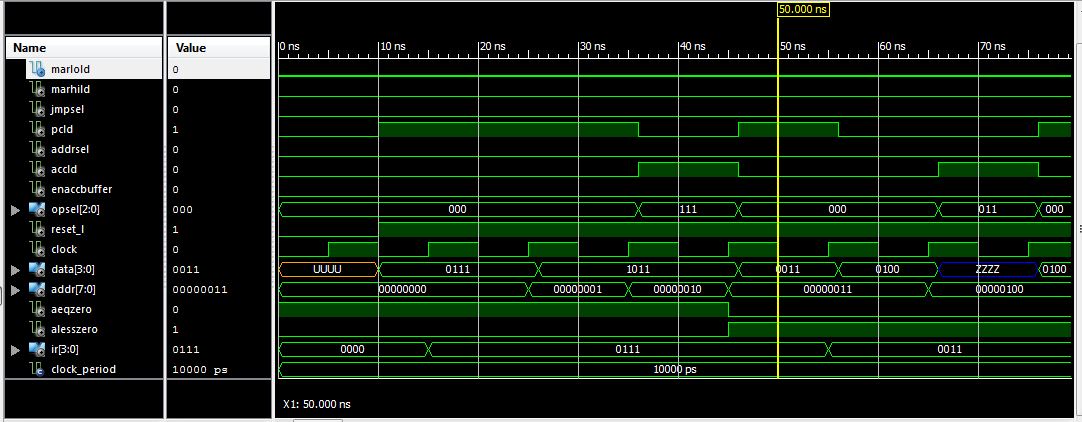 50.000 ns
Name Value 0 ns 10 ns 20 ns 30 ns 40 ns 50 ns 60 ns 70 ns
marlold 0
marhild 0
jmpsel 0
pcld 1
addrsel 0
accld 0
enaccbuffer 0
opsel[2:0] 000 000 111 000 011 000
reset_l 1
clock 0
data[3:0] 0011 UUUU 0111 1011 0011 0100 ZZZZ 0100
addr[7:0] 00000011 00000000 00000001 00000010 00000011 00000100
aeqzero 0
alesszero 1
ir[3:0] 0111 0000 0111 0011
clock_period 10000 ps 10000 ps
X1: 50.000 ns